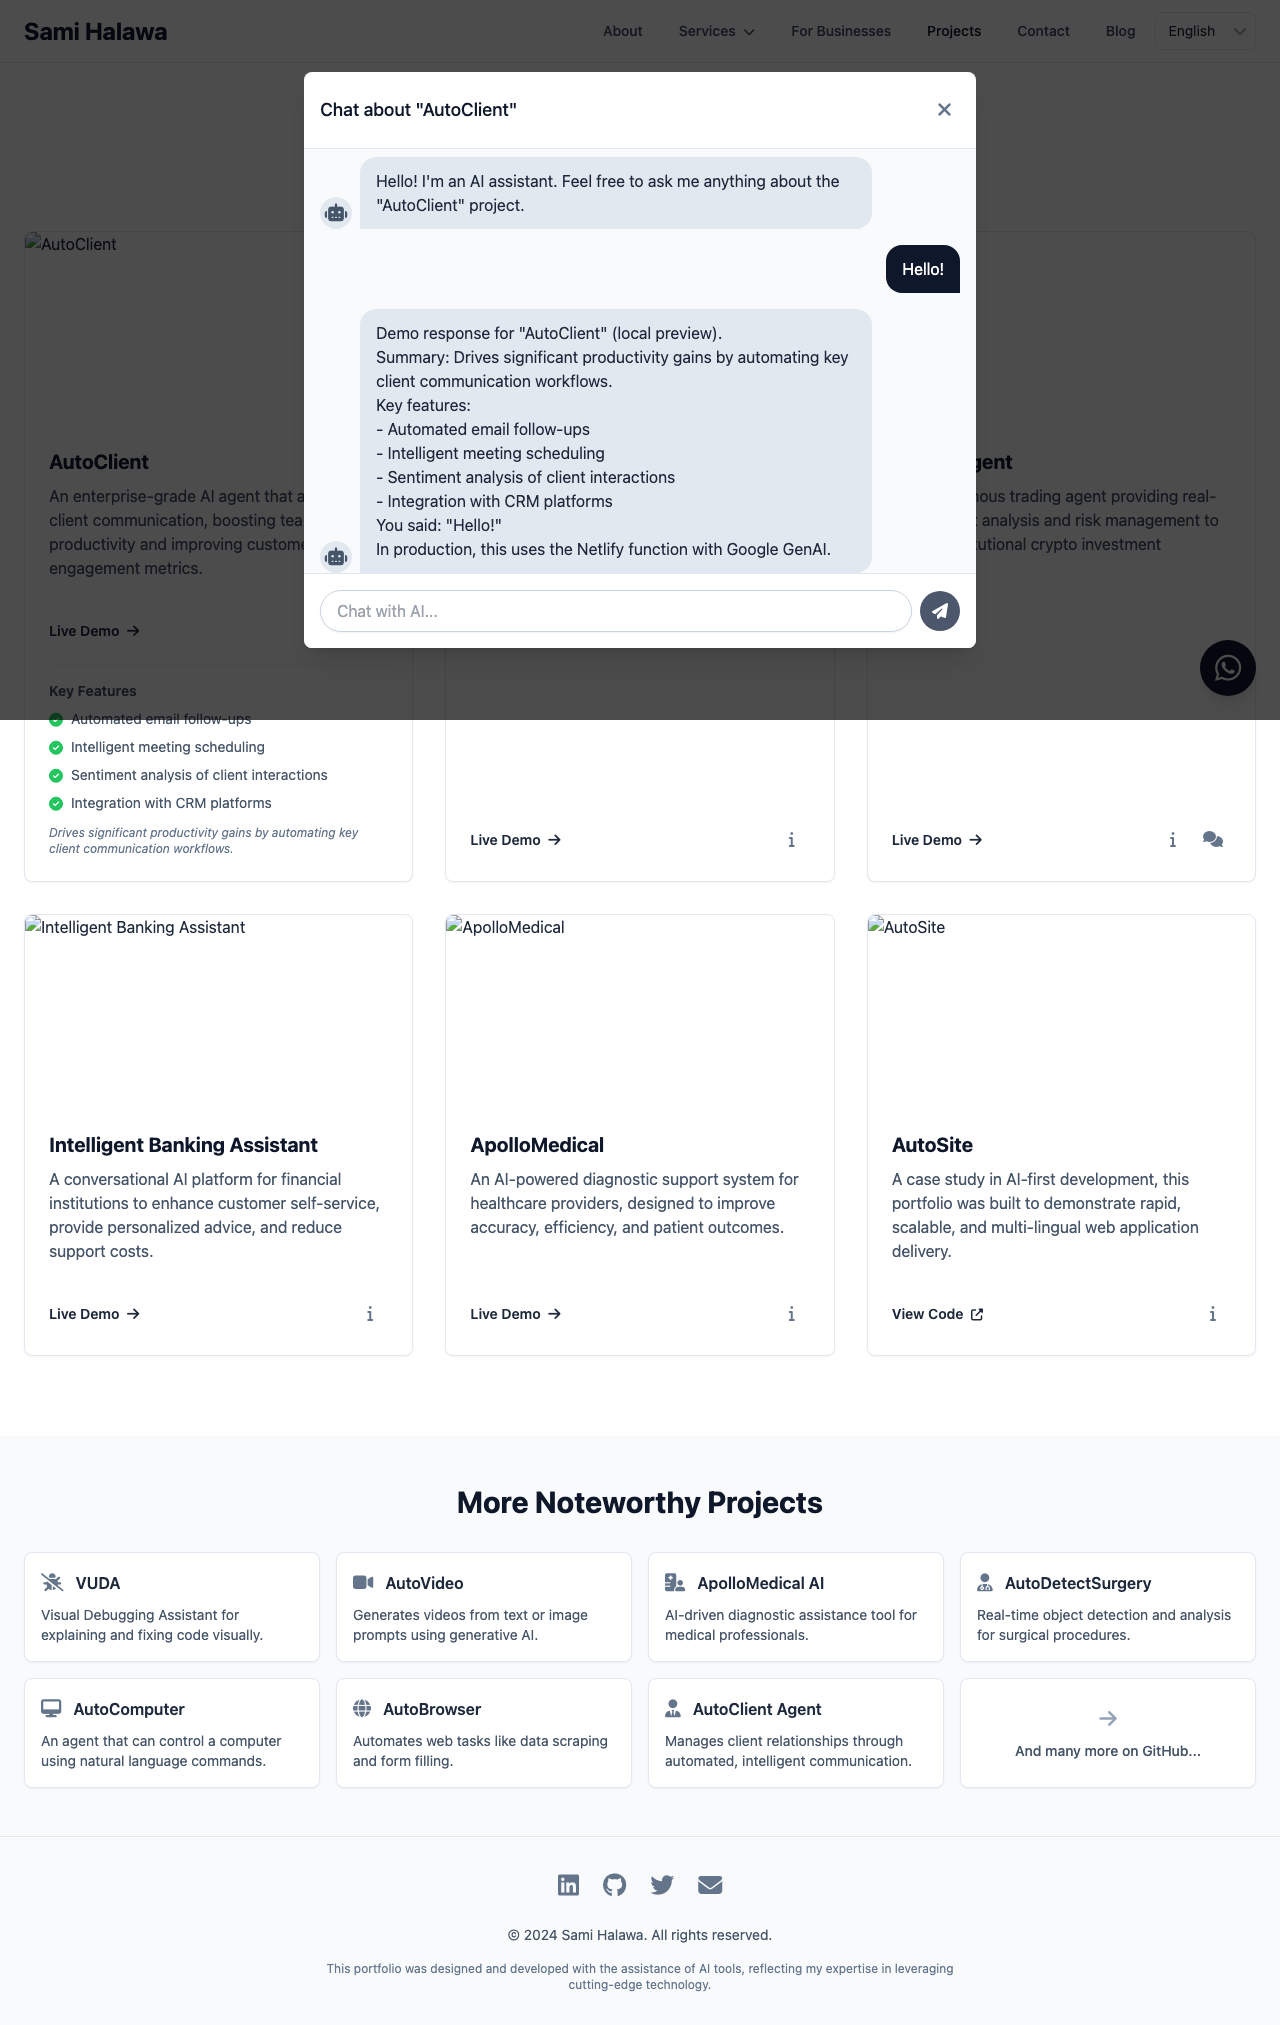 Sami Halawa
About
Services
For Businesses
Projects
Contact
Blog
English
Chat about "AutoClient"
Hello! I'm an AI assistant. Feel free to ask me anything about the
"AutoClient" project.
Hello!
Demo response for "AutoClient" (local preview).
Summary: Drives significant productivity gains by automating key
client communication workflows.
Key features:
- Automated email follow-ups
- Intelligent meeting scheduling
- Sentiment analysis of client interactions
- Integration with CRM platforms
You said: "Hello!"
In production, this uses the Netlify function with Google GenAI.
Chat with AI...
AutoClient
AutoClient
An enterprise-grade AI agent that a
client communication, boosting tea
productivity and improving custome
engagement metrics.
Live Demo
Key Features
Automated email follow-ups
Intelligent meeting scheduling
Sentiment analysis of client interactions
Integration with CRM platforms
Drives significant productivity gains by automating key
client communication workflows.
Live Demo
gent
nous trading agent providing real-
t analysis and risk management to
tutional crypto investment
Live Demo
Intelligent Banking Assistant
Intelligent Banking Assistant
A conversational AI platform for financial
institutions to enhance customer self-service,
provide personalized advice, and reduce
support costs.
Live Demo
ApolloMedical
ApolloMedical
An AI-powered diagnostic support system for
healthcare providers, designed to improve
accuracy, efficiency, and patient outcomes.
Live Demo
AutoSite
AutoSite
A case study in AI-first development, this
portfolio was built to demonstrate rapid,
scalable, and multi-lingual web application
delivery.
View Code
More Noteworthy Projects
VUDA
Visual Debugging Assistant for
explaining and fixing code visually.
AutoVideo
Generates videos from text or image
prompts using generative AI.
ApolloMedical AI
AI-driven diagnostic assistance tool for
medical professionals.
AutoDetectSurgery
Real-time object detection and analysis
for surgical procedures.
AutoComputer
An agent that can control a computer
using natural language commands.
AutoBrowser
Automates web tasks like data scraping
and form filling.
AutoClient Agent
Manages client relationships through
automated, intelligent communication.
And many more on GitHub...
© 2024 Sami Halawa. All rights reserved.
This portfolio was designed and developed with the assistance of AI tools, reflecting my expertise in leveraging
cutting-edge technology.